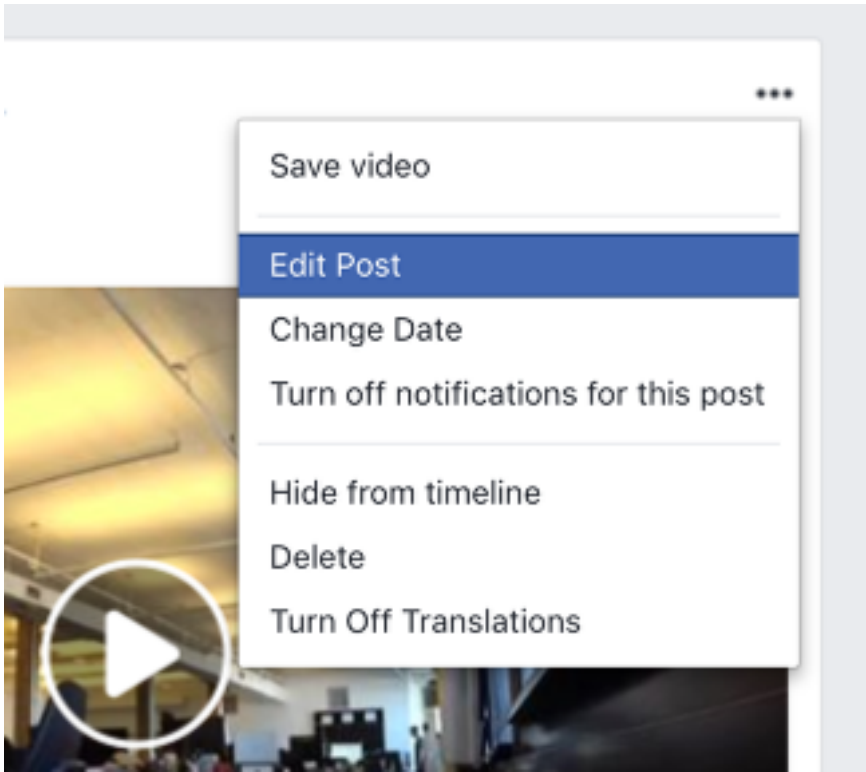 Save video
Edit Post
Change Date
Turn off notifications for this post
Hide from timeline
Delete
Turn Off Translations